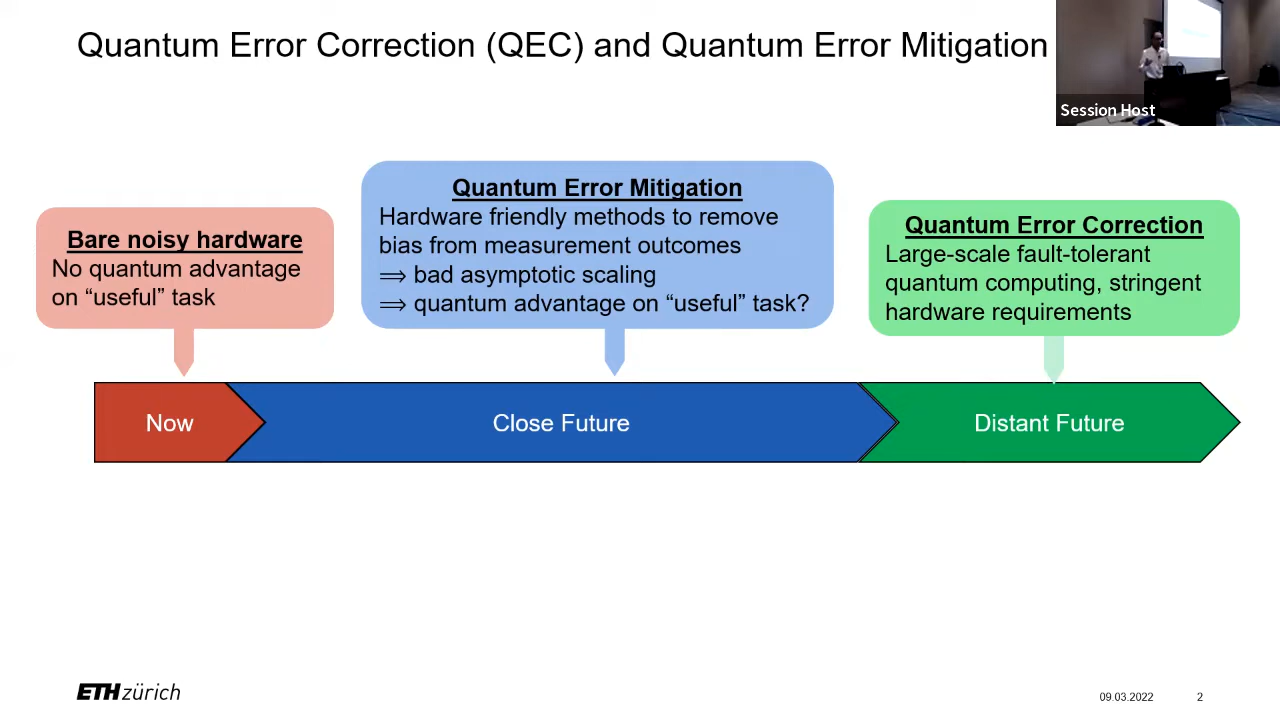 Quantum Error Correction (QEC) and Quantum Error Mitigation
Session Host
Bare noisy hardware
No quantum advantage
on “useful” task
Quantum Error Mitigation
Hardware friendly methods to remove
bias from measurement outcomes
⟹ bad asymptotic scaling
⟹ quantum advantage on “useful” task?
Quantum Error Correction
Large-scale fault-tolerant
quantum computing, stringent
hardware requirements
Now
Close Future
Distant Future
ETH zürich
09.03.2022
2